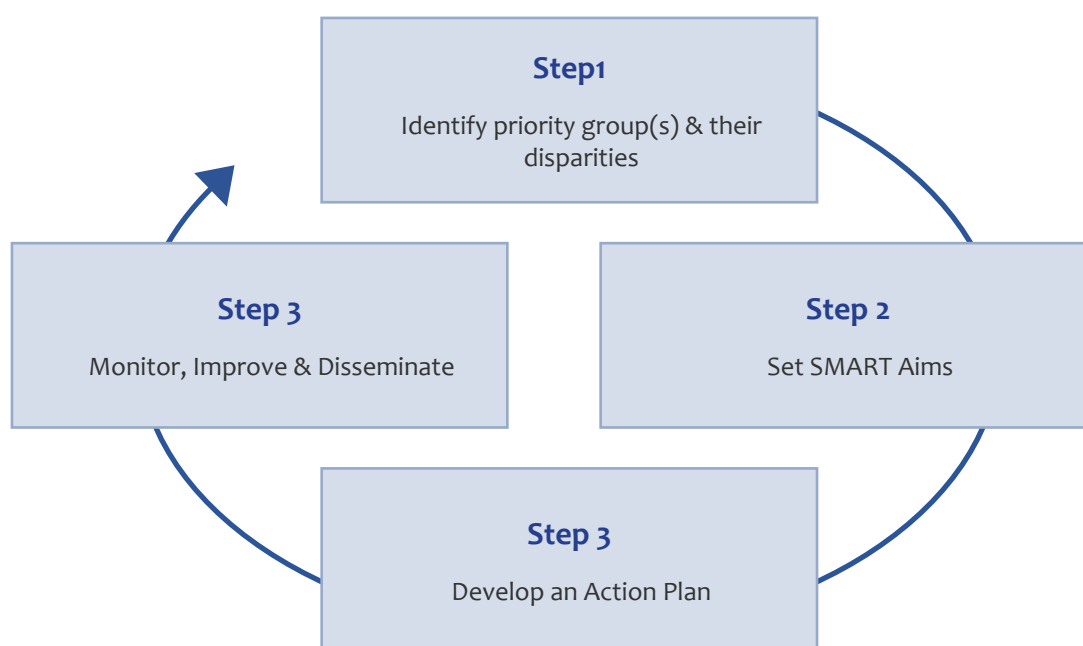 Step1
Identify priority group(s) & their
disparities
Step 2
Set SMART Aims
Step 3
Develop an Action Plan
Step 3
Monitor, Improve & Disseminate